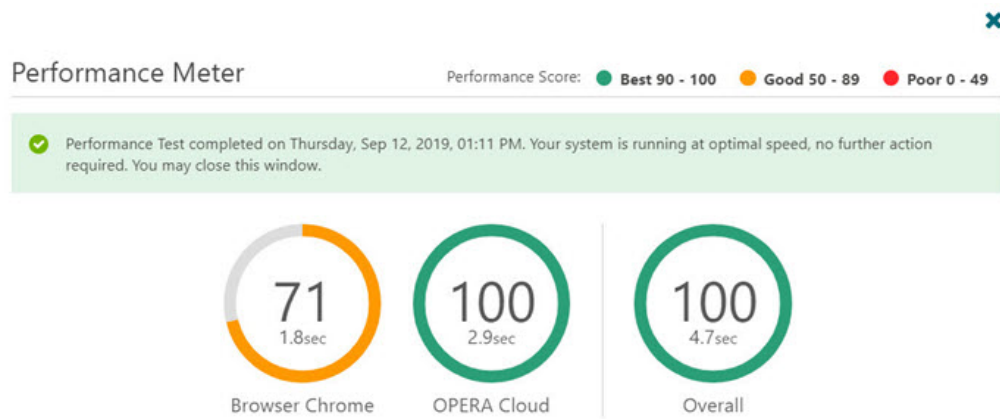 Performance Meter
Performance Score: Best 90 - 100 Good 50 - 89 Poor 0 - 49
Performance Test completed on Thursday, Sep 12, 2019, 01:11 PM. Your system is running at optimal speed, no further action
required. You may close this window.
71 100 100
1.8sec 2.9sec 4.7sec
Browser Chrome OPERA Cloud Overall